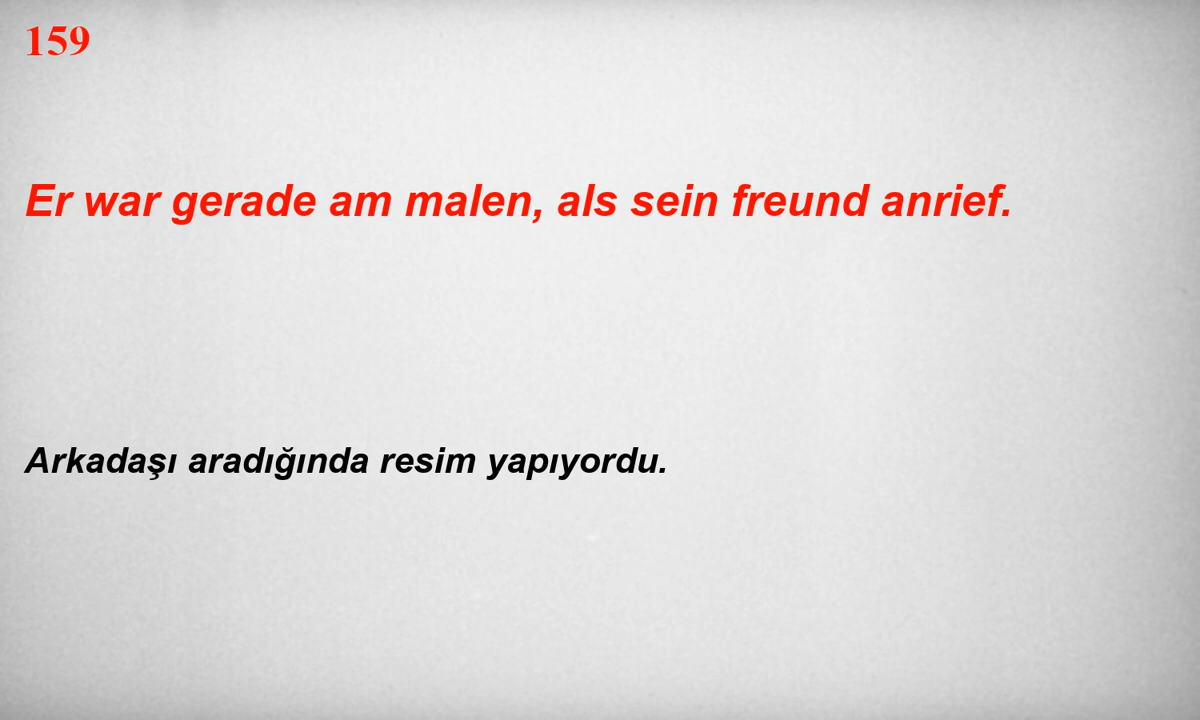 159
Er war gerade am malen, als sein freund anrief.
Arkadaşı aradığında resim yapıyordu.